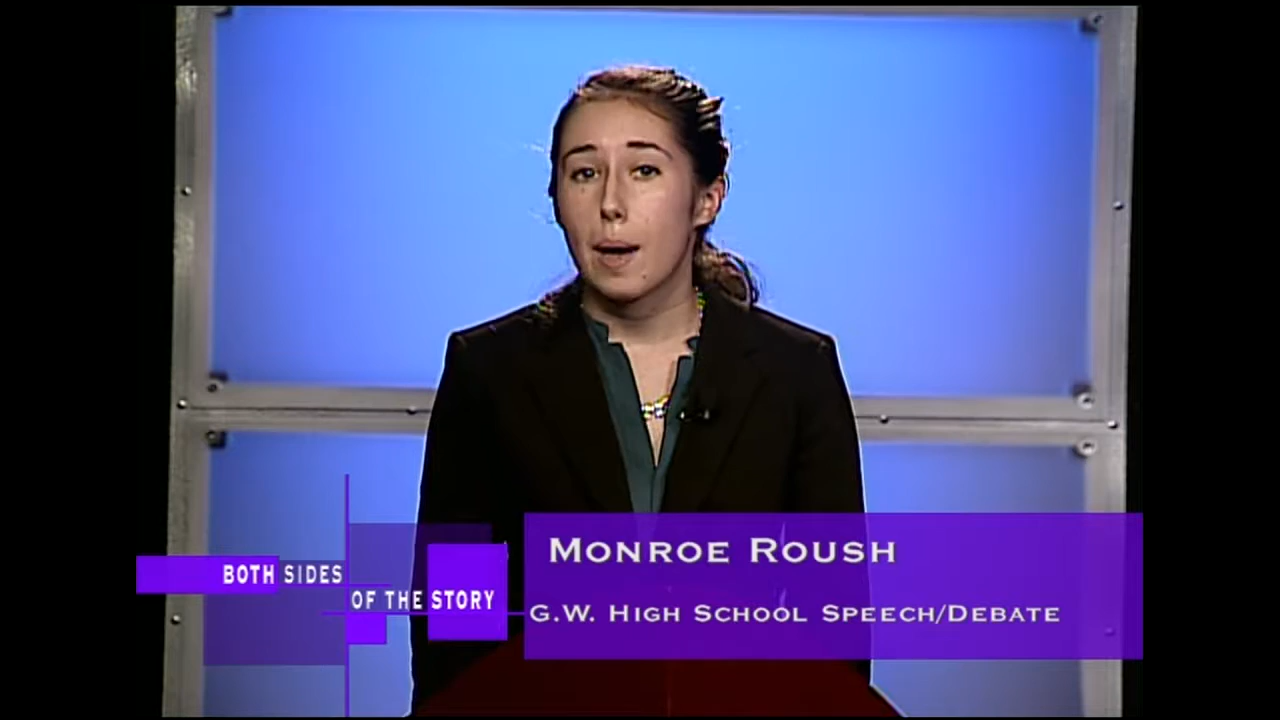 BOTH SIDES
OF THE STORY
MONROE ROUSH
G.W. HIGH SCHOOL SPEECH/DEBATE